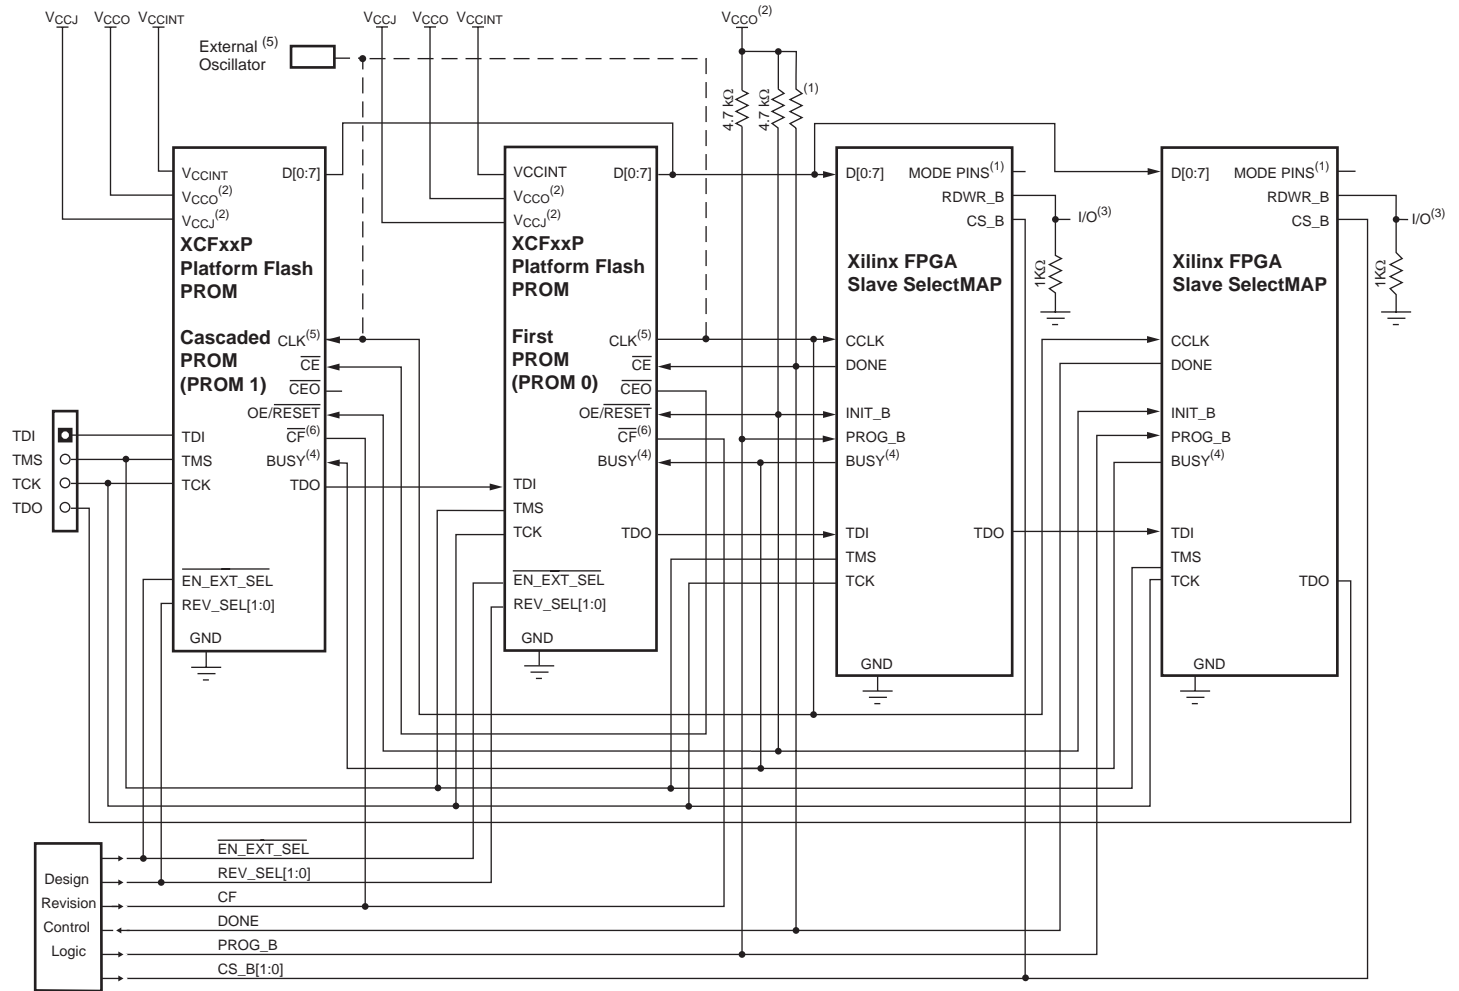 VCCJ VCCO VCCINT
VCCJ VCCO VCCINT
VCCO(2)
External (5)
Oscillator
4.7 kΩ
4.7 kΩ
(1)
VCCINT
VCCO(2)
VCCJ(2)
D[0:7]
XCFxxP
Platform Flash
PROM
Cascaded
PROM
(PROM 1)
CLK(5)
CE
CEO
OE/RESET
CF(6)
BUSY(4)
TDO
TDI
TMS
TCK
EN_EXT_SEL
REV_SEL[1:0]
GND
TDI
TMS
TCK
TDO
VCCINT
VCCO(2)
VCCJ(2)
D[0:7]
XCFxxP
Platform Flash
PROM
First
PROM
(PROM 0)
CLK(5)
CE
CEO
OE/RESET
CF(6)
BUSY(4)
TDI
TMS
TCK
TDO
EN_EXT_SEL
REV_SEL[1:0]
GND
D[0:7]
MODE PINS(1)
RDWR_B
CS_B
I/O(3)
1KΩ
Xilinx FPGA
Slave SelectMAP
CCLK
DONE
INIT_B
PROG_B
BUSY(4)
TDI
TMS
TCK
TDO
GND
D[0:7]
MODE PINS(1)
RDWR_B
CS_B
I/O(3)
1KΩ
Xilinx FPGA
Slave SelectMAP
CCLK
DONE
INIT_B
PROG_B
BUSY(4)
TDI
TMS
TCK
TDO
GND
Design
Revision
Control
Logic
EN_EXT_SEL
REV_SEL[1:0]
CF
DONE
PROG_B
CS_B[1:0]